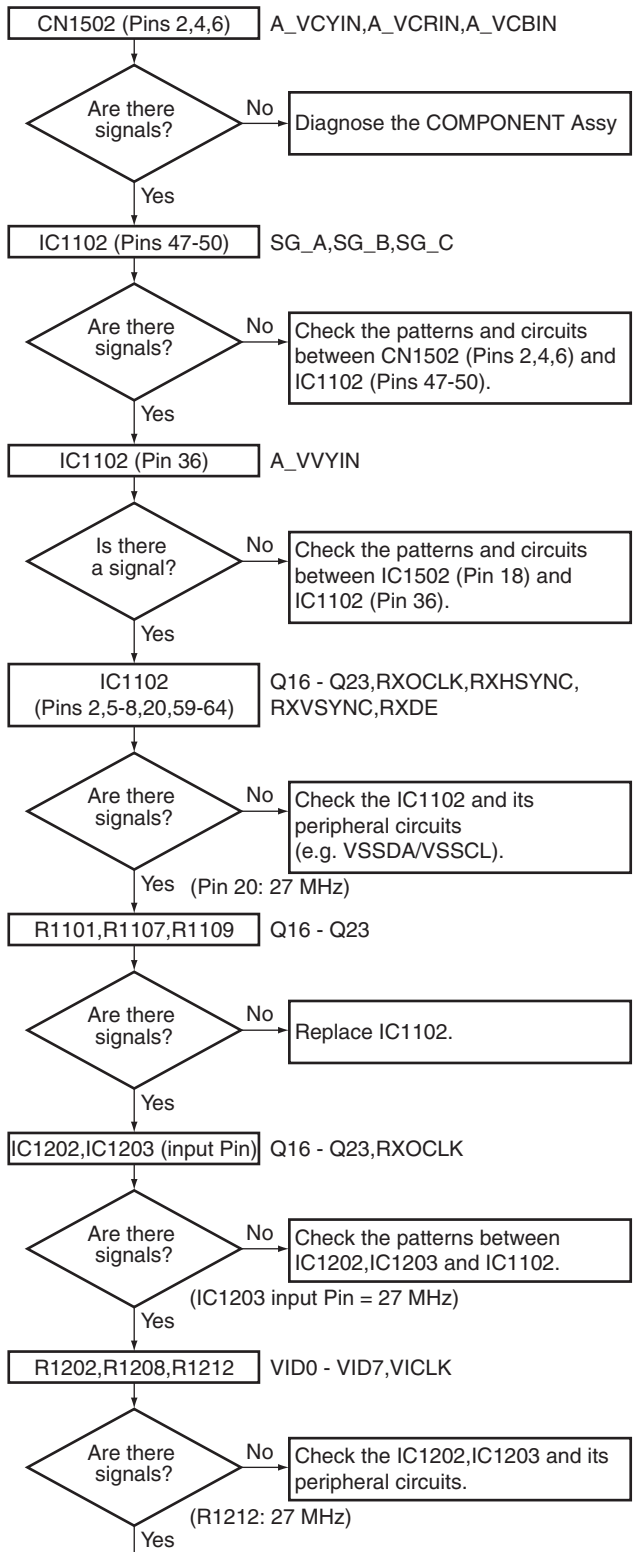 CN1502 (Pins 2,4,6) A_VCYIN,A_VCRIN,A_VCBIN
Are there
signals?
No
Diagnose the COMPONENT Assy
Yes
IC1102 (Pins 47-50) SG_A,SG_B,SG_C
Are there
signals?
No
Check the patterns and circuits
between CN1502 (Pins 2,4,6) and
IC1102 (Pins 47-50).
Yes
IC1102 (Pin 36) A_VVYIN
Is there
a signal?
No
Check the patterns and circuits
between IC1502 (Pin 18) and
IC1102 (Pin 36).
Yes
IC1102
(Pins 2,5-8,20,59-64)
Q16 - Q23,RXOCLK,RXHSYNC,
RXVSYNC,RXDE
Are there
signals?
No
Check the IC1102 and its
peripheral circuits
(e.g. VSSDA/VSSCL).
Yes (Pin 20: 27 MHz)
R1101,R1107,R1109 Q16 - Q23
Are there
signals?
No
Replace IC1102.
Yes
IC1202,IC1203 (input Pin) Q16 - Q23,RXOCLK
Are there
signals?
No
Check the patterns between
IC1202,IC1203 and IC1102.
(IC1203 input Pin = 27 MHz)
Yes
R1202,R1208,R1212 VID0 - VID7,VICLK
Are there
signals?
No
Check the IC1202,IC1203 and its
peripheral circuits.
(R1212: 27 MHz)
Yes